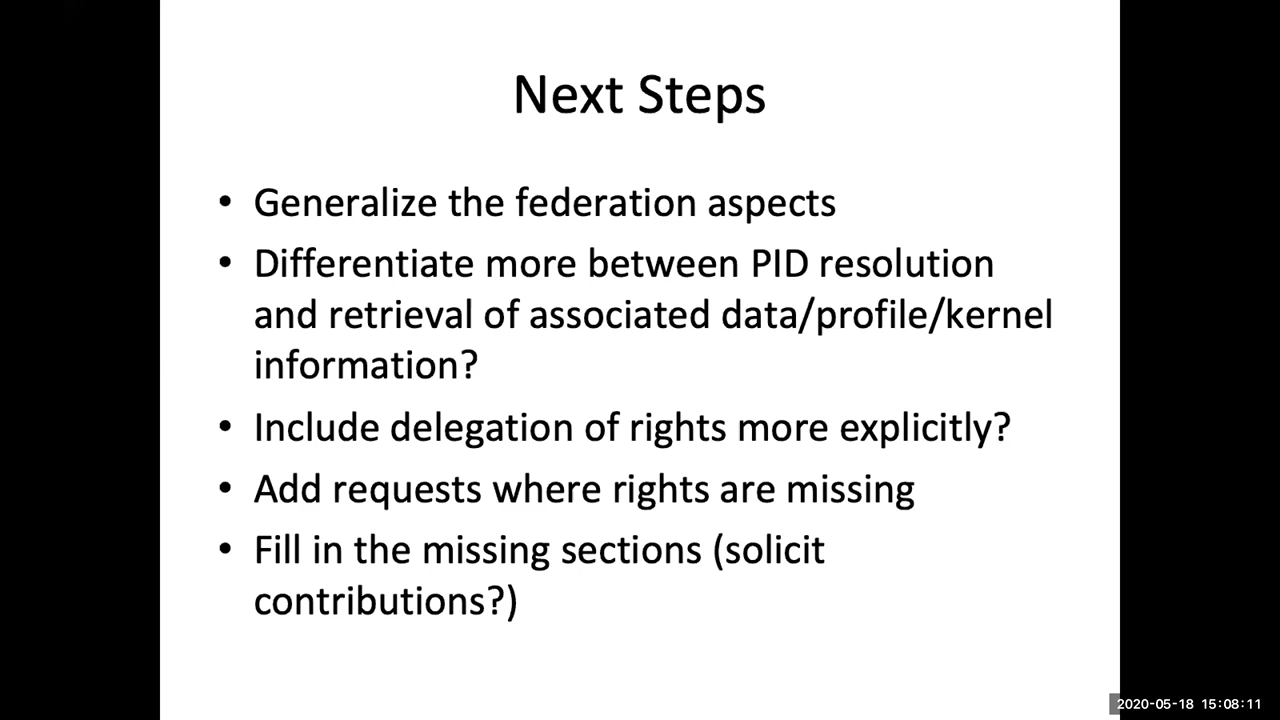 Next Steps
• Generalize the federation aspects
• Differentiate more between PID resolution
and retrieval of associated data/profile/kernel
information?
• Include delegation of rights more explicitly?
• Add requests where rights are missing
• Fill in the missing sections (solicit
contributions?)
2020-05-18 15:08:11